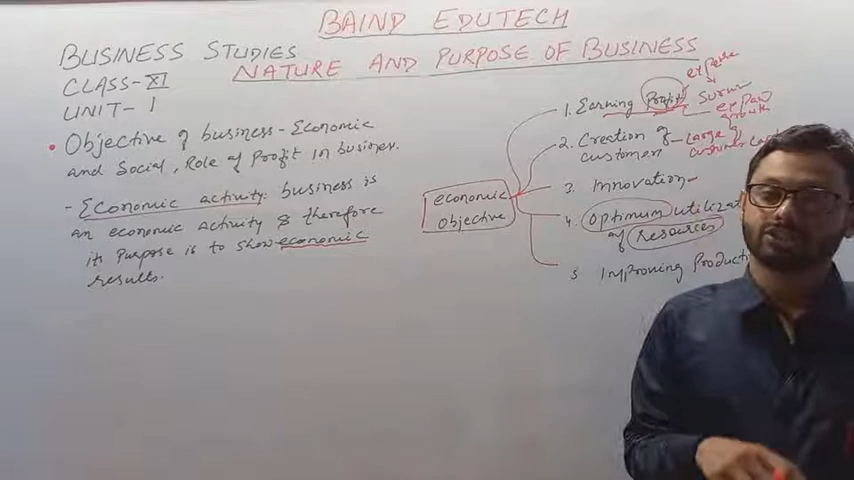 BAIND EDUTECH
BUSINESS STUDIES
CLASS-XI
UNIT-1
NATURE AND PURPOSE OF BUSINESS
• Objective of business - Economic
and Social, Role of Profit in business.
- Economic activity: business is
an economic activity & therefore
its Purpose is to show economic
results.
economic
objective
1. Earning Profit
expand
growth
2. Creation of
customer
- Large
customer
3. Innovation -
4. optimum
of resources
5 Improving